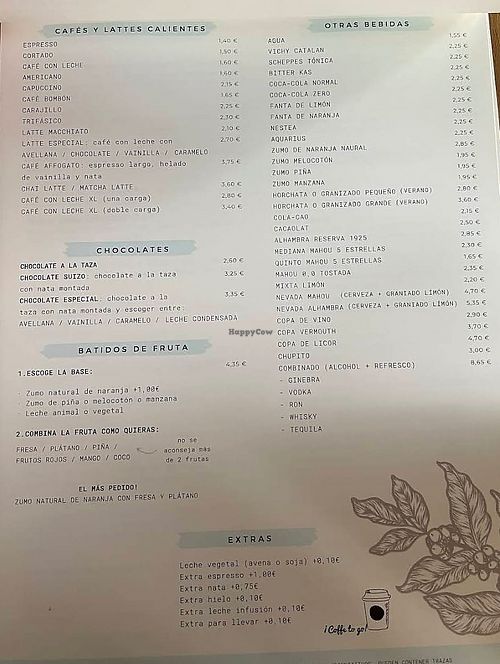 CAFÉS Y LATTES CALIENTES
ESPRESSO 1,40 €
CORTADO 1,50 €
CAFÉ CON LECHE 1,60 €
AMERICANO 1,60 €
CAPUCCINO 2,15 €
CAFÉ BOMBÓN 1,65 €
CARAJILLO 2,25 €
TRIFÁSICO 2,30 €
LATTE MACCHIATO 2,10 €
LATTE ESPECIAL: café con leche con 2,70 €
AVELLANA / CHOCOLATE / VAINILLA / CARAMELO
CAFÉ AFFOGATO: espresso largo, helado 3,75 €
de vainilla y nata
CHAI LATTE / MATCHA LATTE 3,60 €
CAFÉ CON LECHE XL (una carga) 2,80 €
CAFÉ CON LECHE XL (doble carga) 3,40 €
CHOCOLATES
CHOCOLATE A LA TAZA 2,60 €
CHOCOLATE SUIZO: chocolate a la taza 3,25 €
con nata montada
CHOCOLATE ESPECIAL: chocolate a la 3,35 €
taza con nata montada y escoger entre:
AVELLANA / VAINILLA / CARAMELO / LECHE CONDENSADA
BATIDOS DE FRUTA
4,35 €
1.ESCOGE LA BASE:
- Zumo natural de naranja +1,00€
- Zumo de piña o melocotón o manzana
- Leche animal o vegetal
2.COMBINA LA FRUTA COMO QUIERAS:
FRESA / PLÁTANO / PIÑA /
FRUTOS ROJOS / MANGO / COCO
no se
aconseja más
de 2 frutas
EL MÁS PEDIDO!
ZUMO NATURAL DE NARANJA CON FRESA Y PLÁTANO
OTRAS BEBIDAS
AGUA 1,55 €
VICHY CATALAN 2,25 €
SCHEPPES TÓNICA 2,25 €
BITTER KAS 2,25 €
COCA-COLA NORMAL 2,25 €
COCA-COLA ZERO 2,25 €
FANTA DE LIMÓN 2,25 €
FANTA DE NARANJA 2,25 €
NESTEA 2,25 €
AQUARIUS 2,25 €
ZUMO DE NARANJA NAURAL 2,85 €
ZUMO MELOCOTÓN 1,95 €
ZUMO PIÑA 1,95 €
ZUMO MANZANA 1,95 €
HORCHATA O GRANIZADO PEQUEÑO (VERANO) 2,80 €
HORCHATA O GRANIZADO GRANDE (VERANO) 3,60 €
COLA-CAO 2,15 €
CACAOLAT 2,50 €
ALHAMBRA RESERVA 1925 2,85 €
MEDIANA MAHOU 5 ESTRELLAS 2,30 €
QUINTO MAHOU 5 ESTRELLAS 1,65 €
MAHOU 0,0 TOSTADA 2,35 €
MIXTA LIMÓN 2,20 €
NEVADA MAHOU (CERVEZA + GRANIADO LÍMÓN) 4,70 €
NEVADA ALHAMBRA (CERVEZA + GRANIADO LÍMÓN) 5,35 €
COPA DE VINO 2,90 €
COPA VERMOUTH 3,70 €
COPA DE LICOR 4,70 €
CHUPITO 3,00 €
COMBINADO (ALCOHOL + REFRESCO) 8,65 €
- GINEBRA
- VODKA
- RON
- WHISKY
- TEQUILA
HappyCow
EXTRAS
Leche vegetal (avena o soja) +0,10€
Extra espresso +1,00€
Extra nata +0,75€
Extra hielo +0,10€
Extra leche infusión +0,10€
Extra para llevar +0,10€
¡Coffe to go!
PUEDEN CONTENER TRAZAS